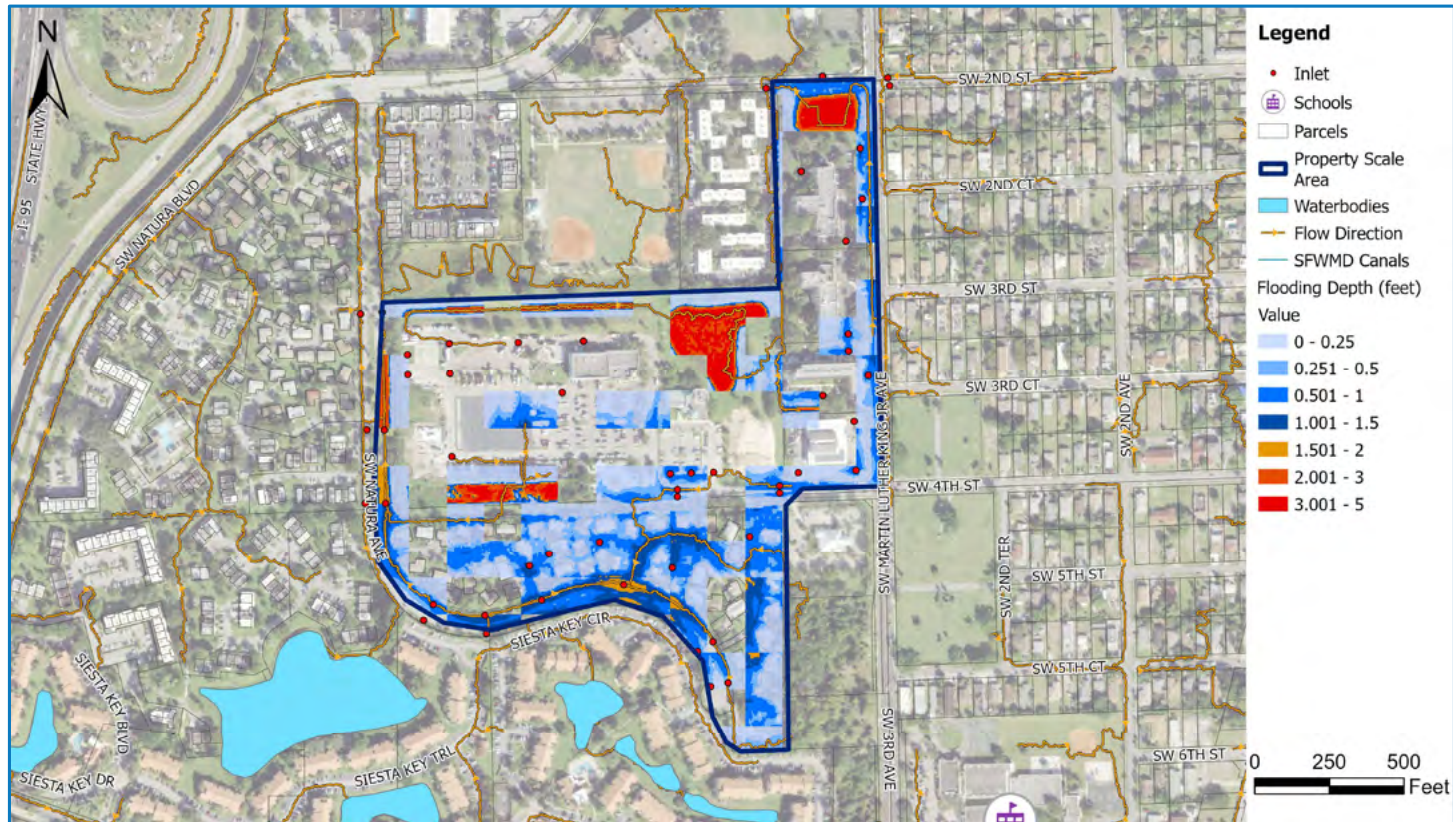 N
STATE HWY
I- 95
SW NATURA BLVD
SW 2ND ST
SW 2ND CT
SW 3RD ST
SW 3RD CT
SW MARTIN LUTHER KING JR AVE
SW 2ND AVE
SW 4TH ST
SW NATURA AVE
SW 2ND TER
SW 5TH ST
SIESTA KEY CIR
SW 5TH CT
SIESTA KEY BLVD
SW 3RD AVE
SW 6TH ST
SIESTA KEY TRL
SIESTA KEY DR
Legend
Inlet
Schools
Parcels
Property Scale
Area
Waterbodies
Flow Direction
SFWMD Canals
Flooding Depth (feet)
Value
0 - 0.25
0.251 - 0.5
0.501 - 1
1.001 - 1.5
1.501 - 2
2.001 - 3
3.001 - 5
0 250 500
Feet